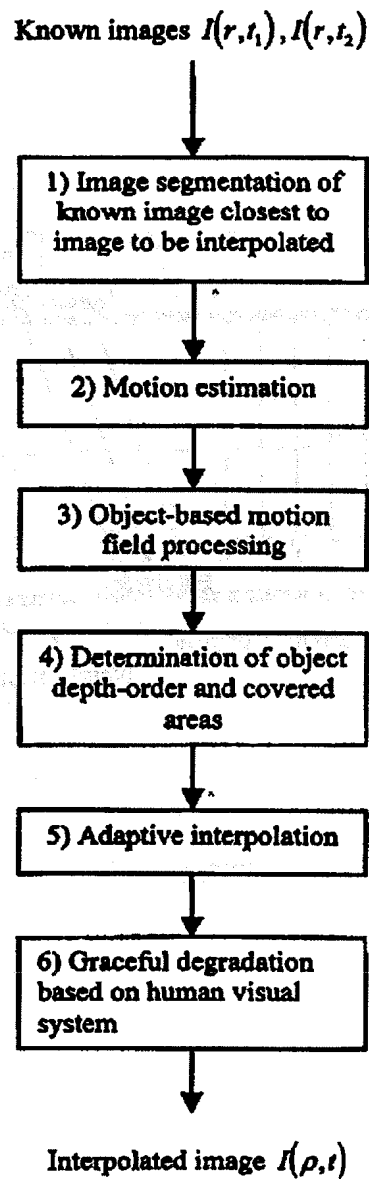 Known images I(r,t₁), I(r,t₂)
1) Image segmentation of
known image closest to
image to be interpolated
2) Motion estimation
3) Object-based motion
field processing
4) Determination of object
depth-order and covered
areas
5) Adaptive interpolation
6) Graceful degradation
based on human visual
system
Interpolated image I(ρ,t)